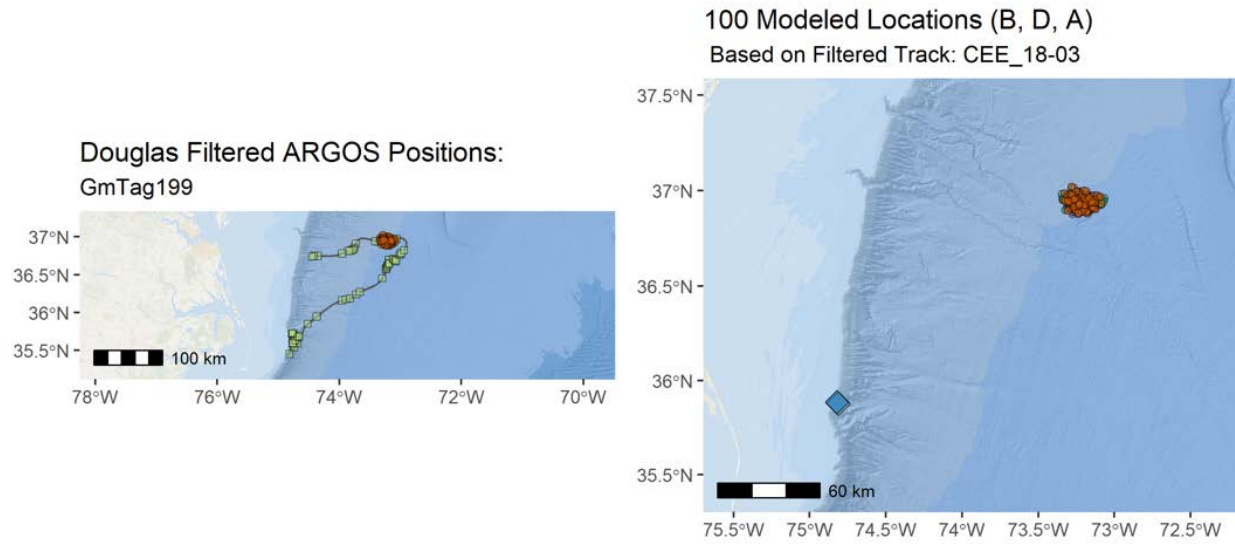 Douglas Filtered ARGOS Positions:
GmTag199
37°N
36.5°N
36°N
35.5°N
100 km
78°W
76°W
74°W
72°W
70°W
100 Modeled Locations (B, D, A)
Based on Filtered Track: CEE_18-03
37.5°N
37°N
36.5°N
36°N
35.5°N
60 km
75.5°W
75°W
74.5°W
74°W
73.5°W
73°W
72.5°W